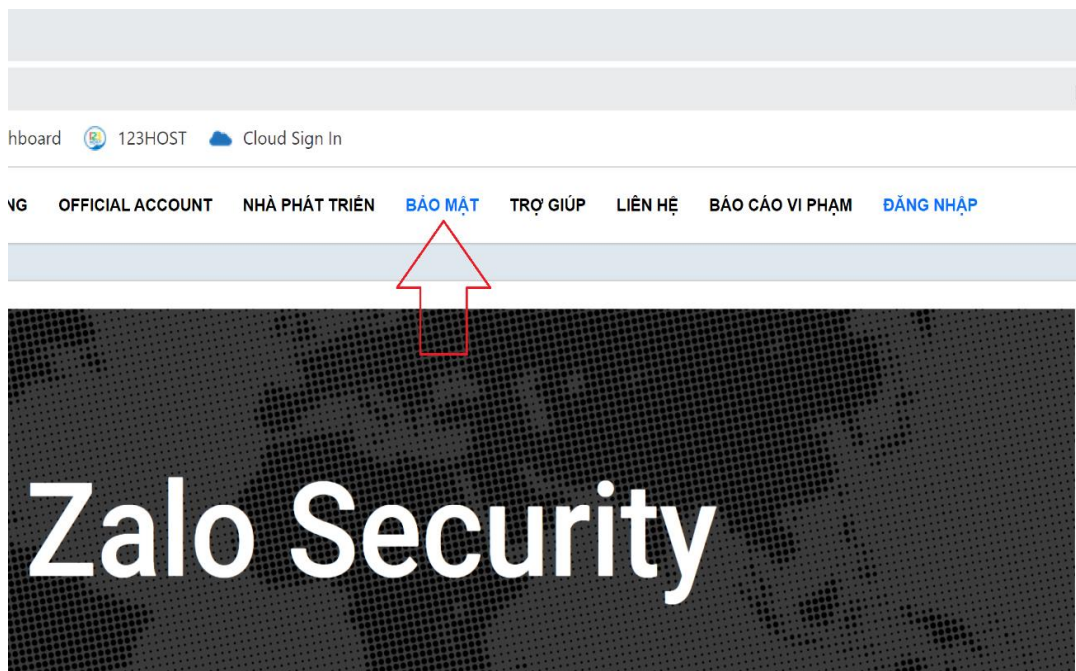 hboard 123HOST Cloud Sign In
NG OFFICIAL ACCOUNT NHÀ PHÁT TRIỂN BẢO MẬT TRỢ GIÚP LIÊN HỆ BÁO CÁO VI PHẠM ĐĂNG NHẬP
Zalo Security